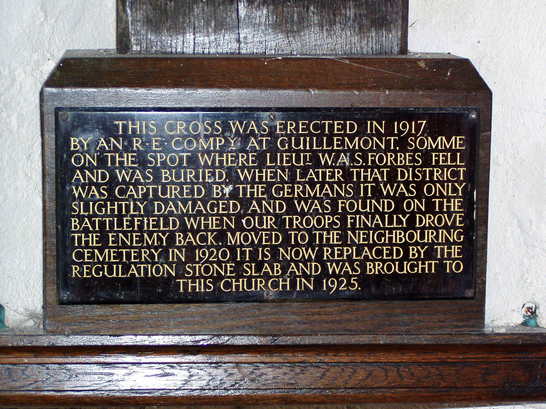 THIS CROSS WAS ERECTED IN 1917
BY AN R·E· COMPY AT GUILLEMONT, SOMME
ON THE SPOT WHERE LIEUT W.A.S. FORBES FELL
AND WAS BURIED, WHEN LATER THAT DISTRICT
WAS CAPTURED BY THE GERMANS IT WAS ONLY
SLIGHTLY DAMAGED, AND WAS FOUND ON THE
BATTLEFIELD WHEN OUR TROOPS FINALLY DROVE
THE ENEMY BACK. MOVED TO THE NEIGHBOURING
CEMETERY IN 1920 IT IS NOW REPLACED BY THE
REGULATION STONE SLAB AND WAS BROUGHT TO
THIS CHURCH IN 1925.